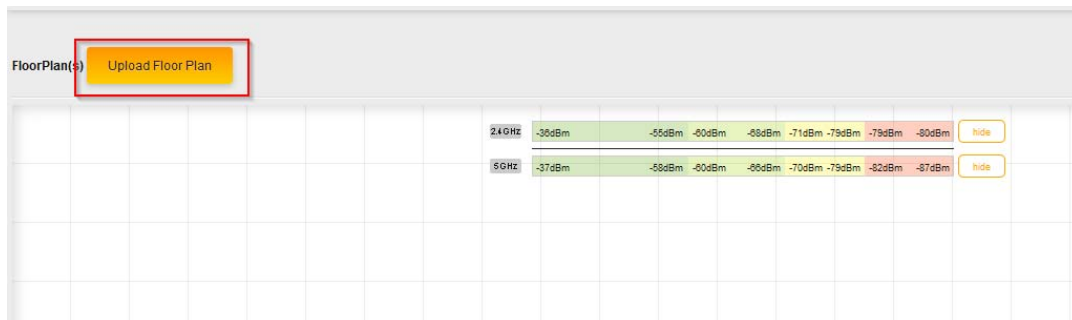 FloorPlan(s) Upload Floor Plan
2.4GHz -36dBm -55dBm -60dBm -68dBm -71dBm -79dBm -79dBm -80dBm hide
5GHz -37dBm -58dBm -60dBm -66dBm -70dBm -79dBm -82dBm -87dBm hide